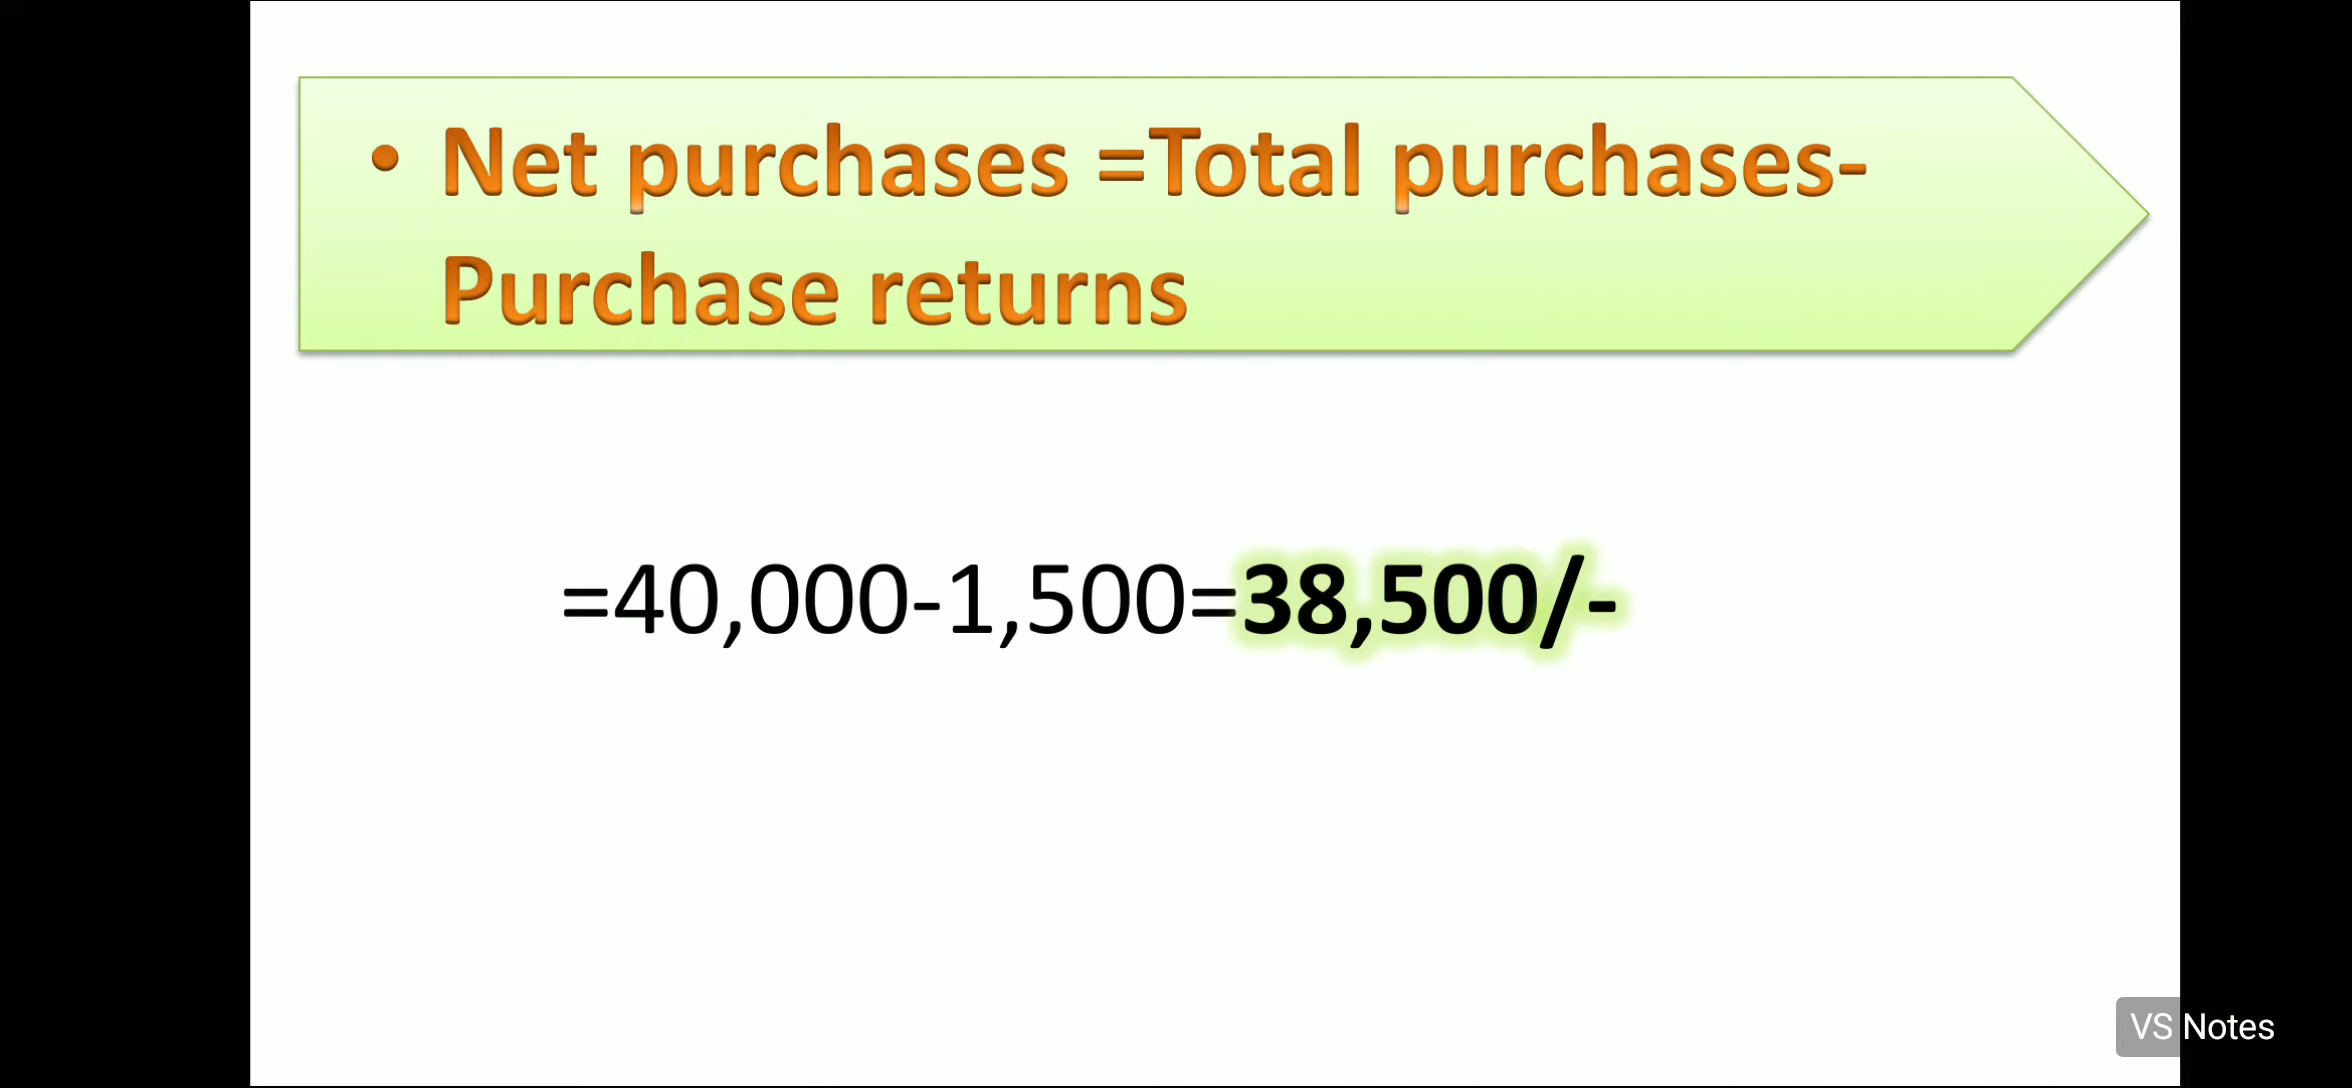 • Net purchases =Total purchases-
Purchase returns
=40,000-1,500=38,500/-
VS Notes